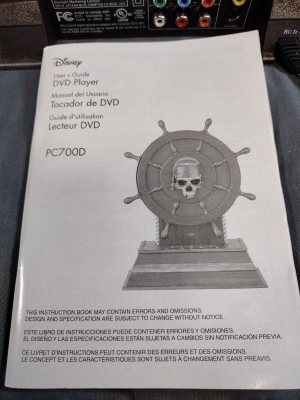 Disney
User's Guide
DVD Player
Manual del Usuario
Tocador de DVD
Guide d'utilisation
Lecteur DVD
PC700D
THIS INSTRUCTION BOOK MAY CONTAIN ERRORS AND OMISSIONS.
DESIGN AND SPECIFICATION ARE SUBJECT TO CHANGE WITHOUT NOTICE.
ESTE LIBRO DE INSTRUCCIONES PUEDE CONTENER ERRORES Y OMISIONES.
EL DISENO Y LAS ESPECIFICACIONES ESTÁN SUJETAS A CAMBIOS SIN NOTIFICACIÓN PREVIA.
CE LIVRET D'INSTRUCTIONS PEUT CONTENIR DES ERREURS ET DES OMISSIONS.
LE CONCEPT ET LES CARACTÉRISTIQUES SONT SUJETS A CHANGEMENT SANS PRÉAVIS.